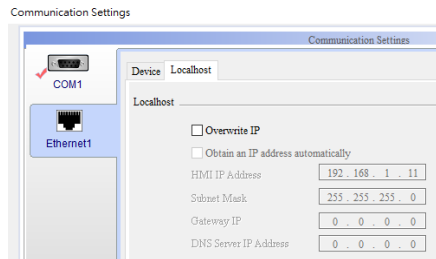 Communication Settings
Communication Settings
COM1
Device Localhost
Localhost
Ethernet1
Overwrite IP
Obtain an IP address automatically
HMI IP Address 192 . 168 . 1 . 11
Subnet Mask 255 . 255 . 255 . 0
Gateway IP 0 . 0 . 0 . 0
DNS Server IP Address 0 . 0 . 0 . 0